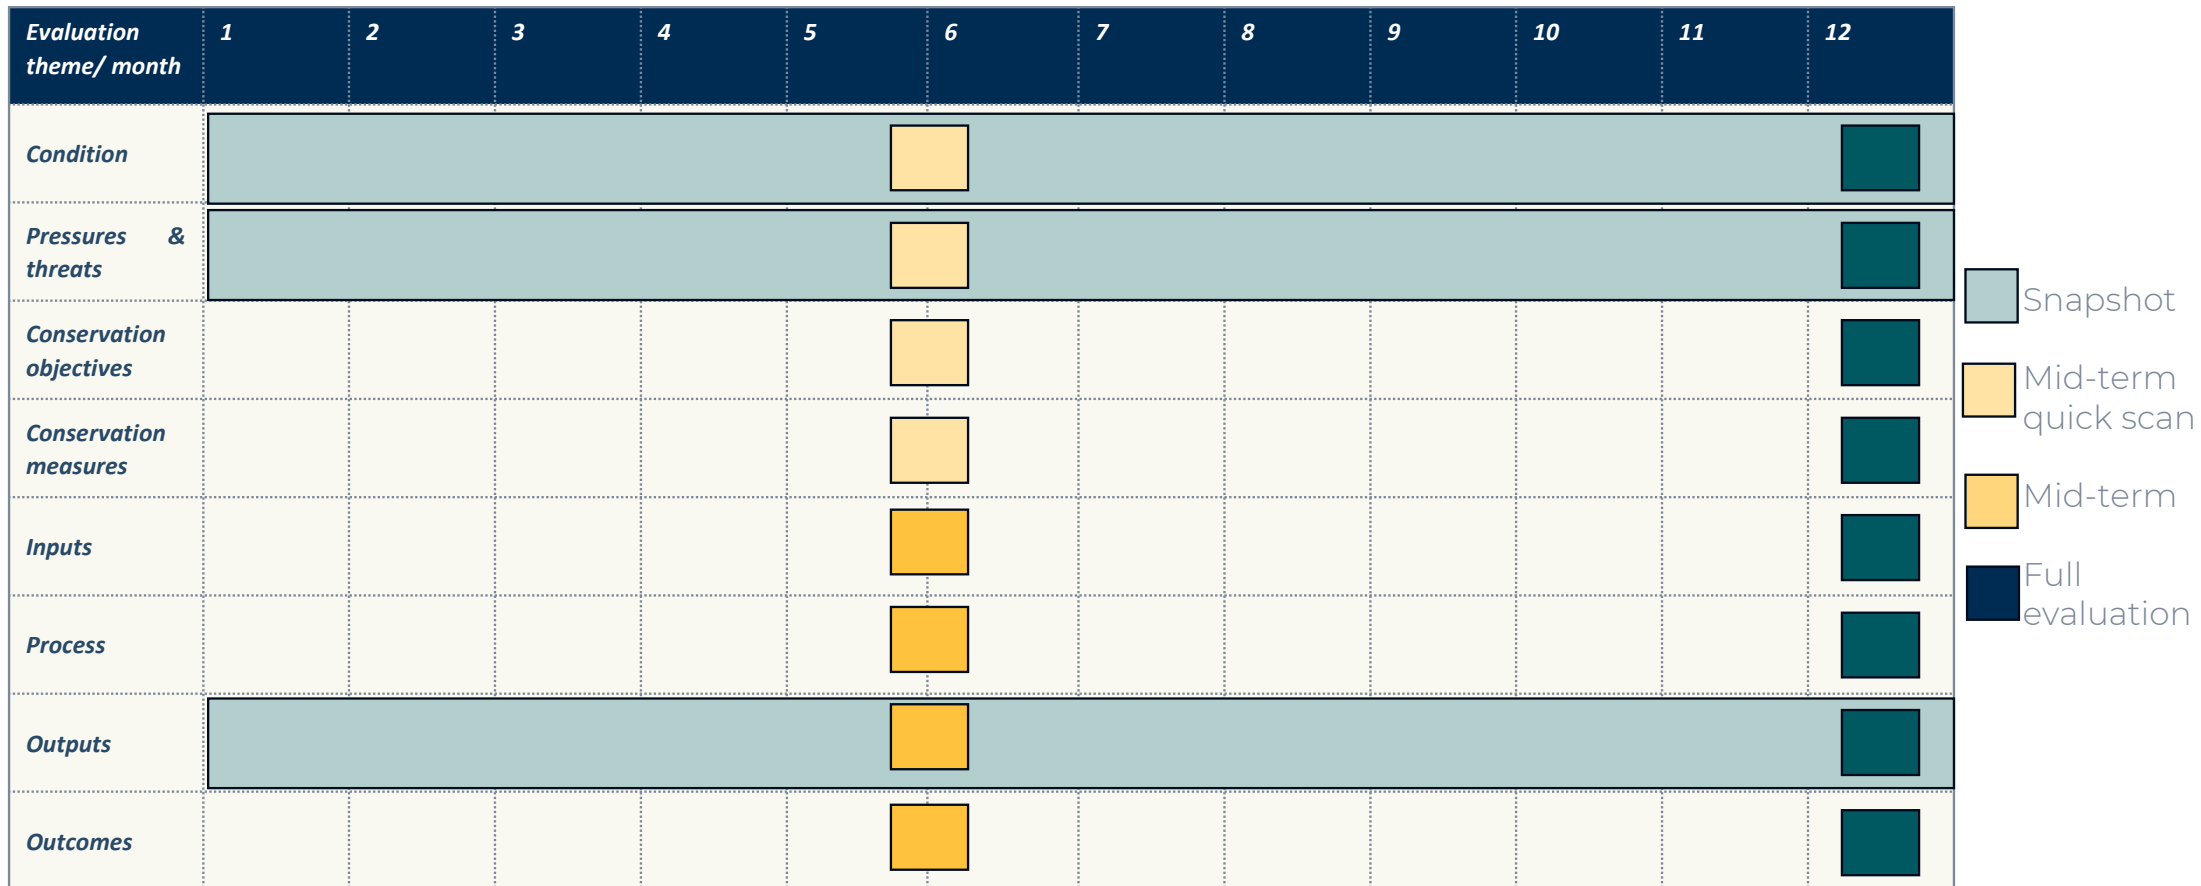 Evaluation
theme/ month
1
2
3
4
5
6
7
8
9
10
11
12
Condition
Pressures &
threats
Conservation
objectives
Conservation
measures
Inputs
Process
Outputs
Outcomes
Snapshot
Mid-term
quick scan
Mid-term
Full
evaluation